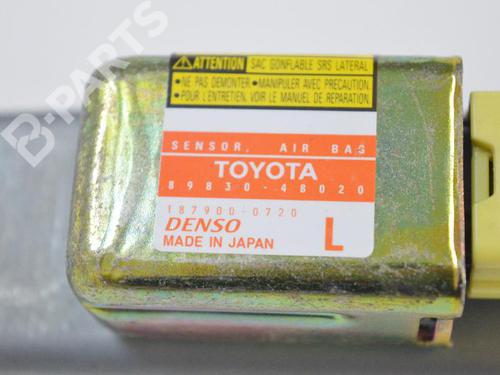 B-PARTS
ATTENTION SAC GONFLABLE SRS LATERAL
•NE PAS DEMONTER •MANIPULER AVEC PRECAUTION.
•POUR L'ENTRETIEN, VOIR LE MANUEL DE REPARATION.
SENSOR, AIR BAG
TOYOTA
89830-48020
187900-0720
DENSO
MADE IN JAPAN
L